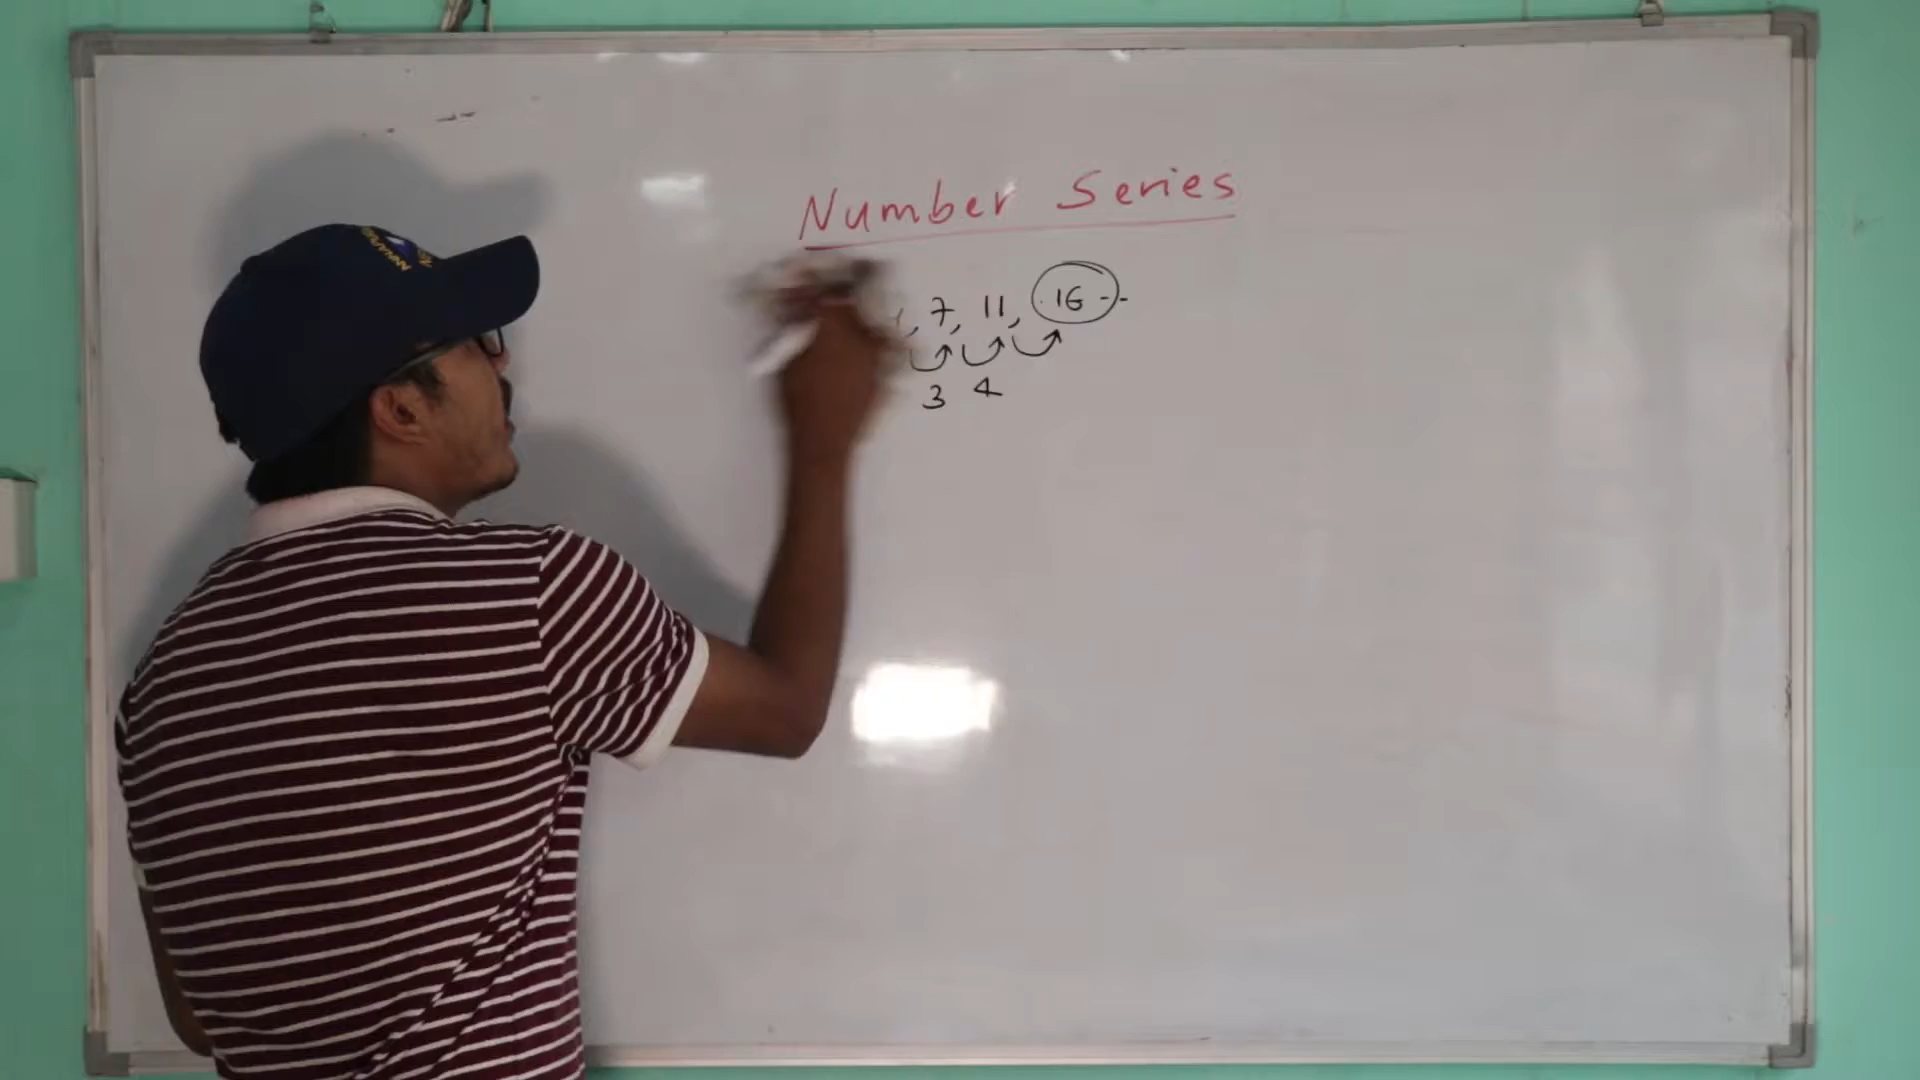 Number Series
, 7, 11, 16 --
3 4